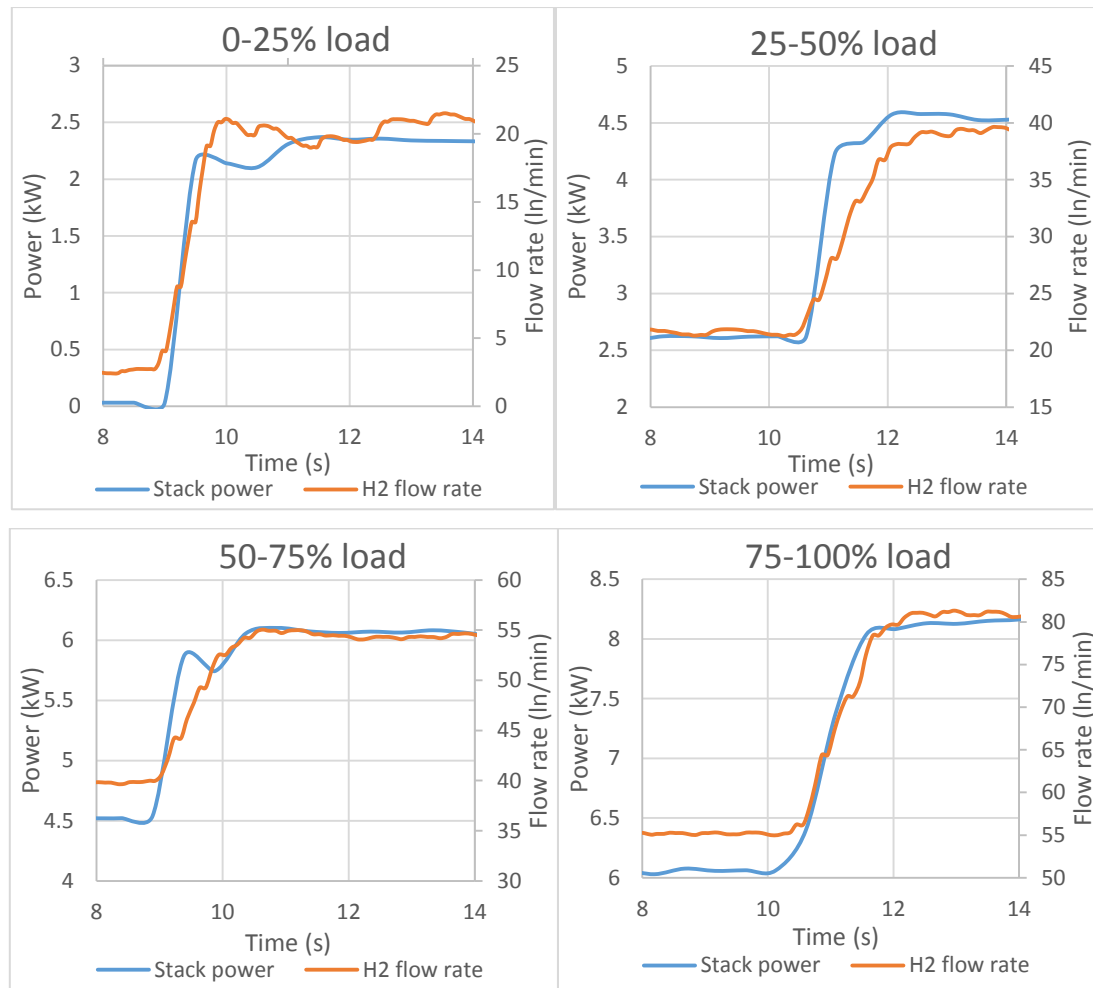 0-25% load
3
2.5
2
1.5
1
0.5
0
25
20
15
10
5
0
8 10 12 14
Power (kW)
Flow rate (ln/min)
Time (s)
Stack power H2 flow rate
25-50% load
5
4.5
4
3.5
3
2.5
2
45
40
35
30
25
20
15
8 10 12 14
Power (kW)
Flow rate (ln/min)
Time (s)
Stack power H2 flow rate
50-75% load
6.5
6
5.5
5
4.5
4
60
55
50
45
40
35
30
8 10 12 14
Power (kW)
Flow rate (ln/min)
Time (s)
Stack power H2 flow rate
75-100% load
8.5
8
7.5
7
6.5
6
85
80
75
70
65
60
55
50
8 10 12 14
Power (kW)
Flow rate (ln/min)
Time (s)
Stack power H2 flow rate